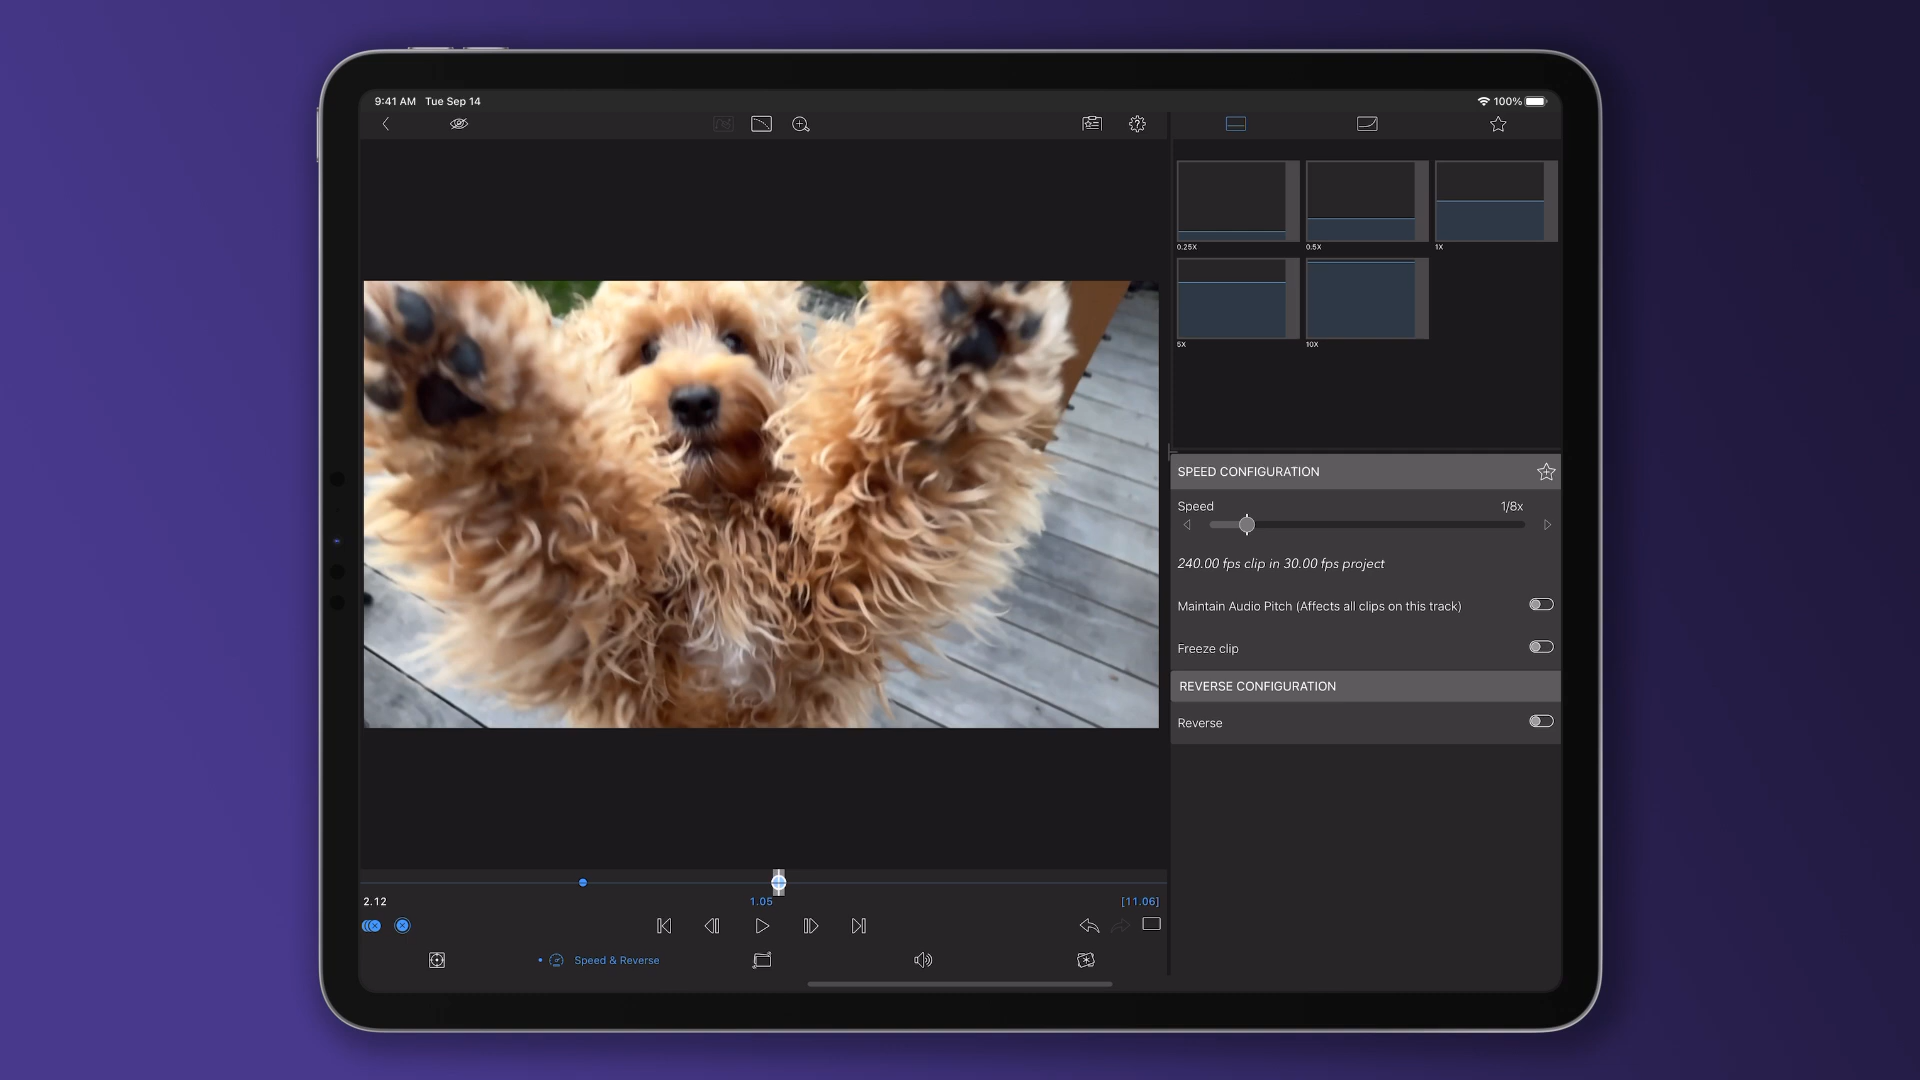 9:41 AM Tue Sep 14
100%
0.25X
0.5X
1X
5X
10X
SPEED CONFIGURATION
Speed
1/8x
240.00 fps clip in 30.00 fps project
Maintain Audio Pitch (Affects all clips on this track)
Freeze clip
REVERSE CONFIGURATION
Reverse
2.12
1.05
[11.06]
Speed & Reverse